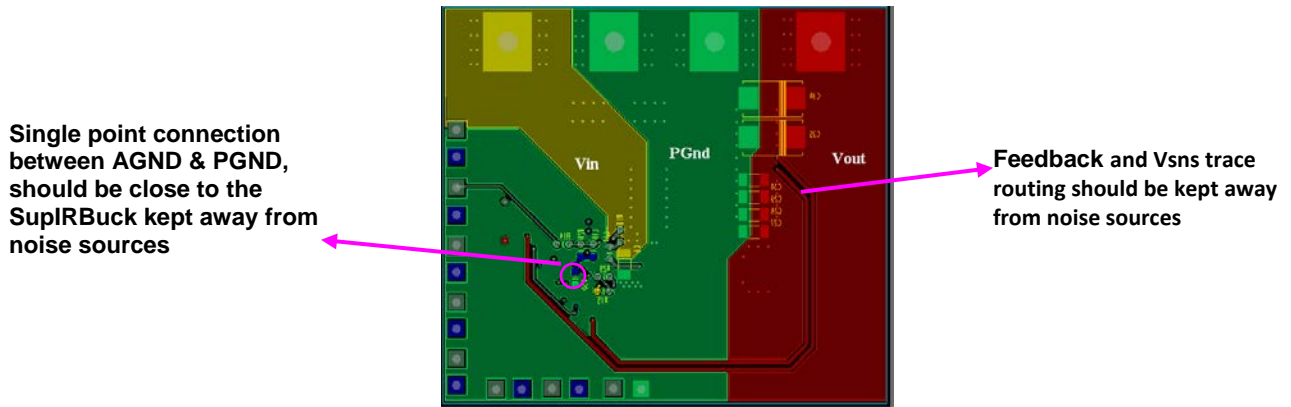 Single point connection
between AGND & PGND,
should be close to the
SupIRBuck kept away from
noise sources
Vin
PGnd
Vout
Feedback and Vsns trace
routing should be kept away
from noise sources